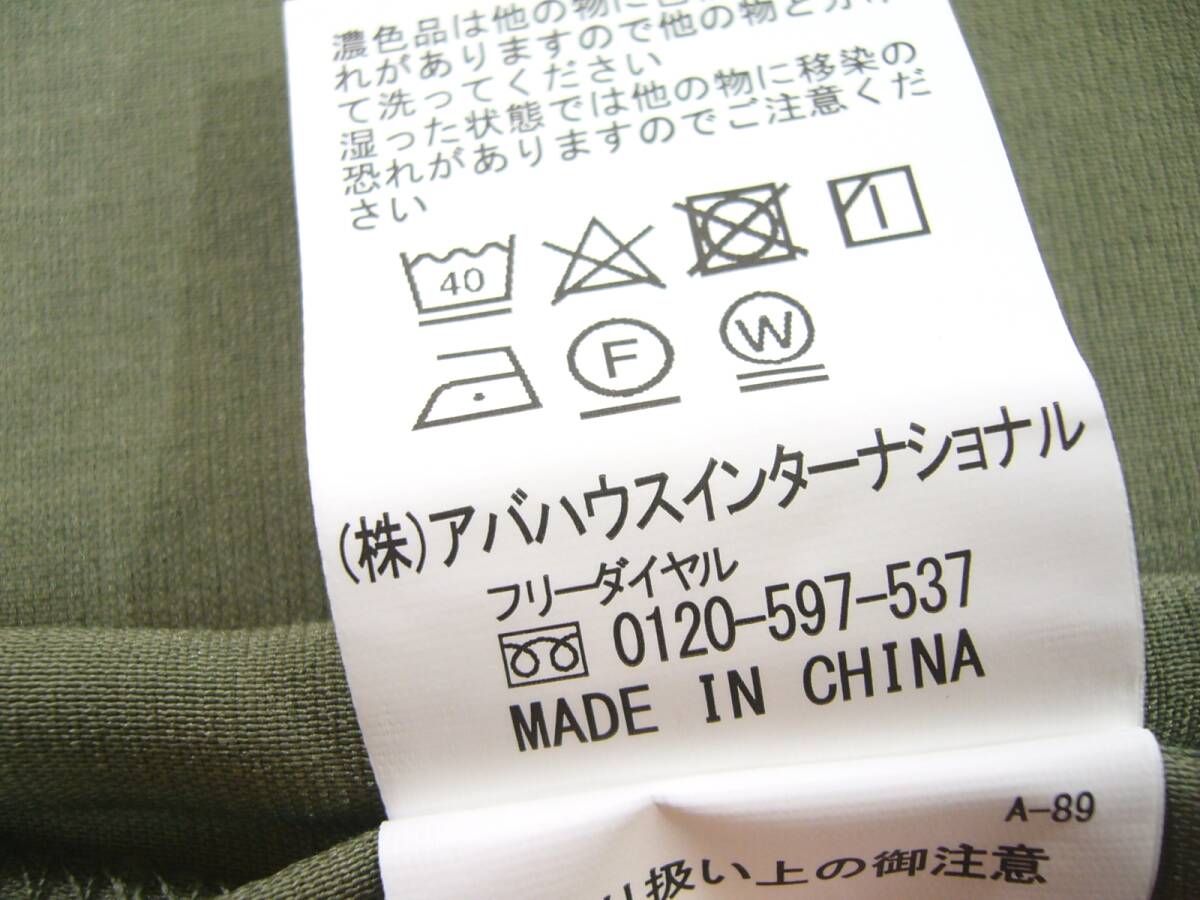 濃色品は他の物に
れがありますので他の物と分け
て洗ってください
湿った状態では他の物に移染の
恐れがありますのでご注意くだ
さい
40
F
W
(株)アバハウスインターナショナル
フリーダイヤル
0120-597-537
MADE IN CHINA
A-89
り扱い上の御注意